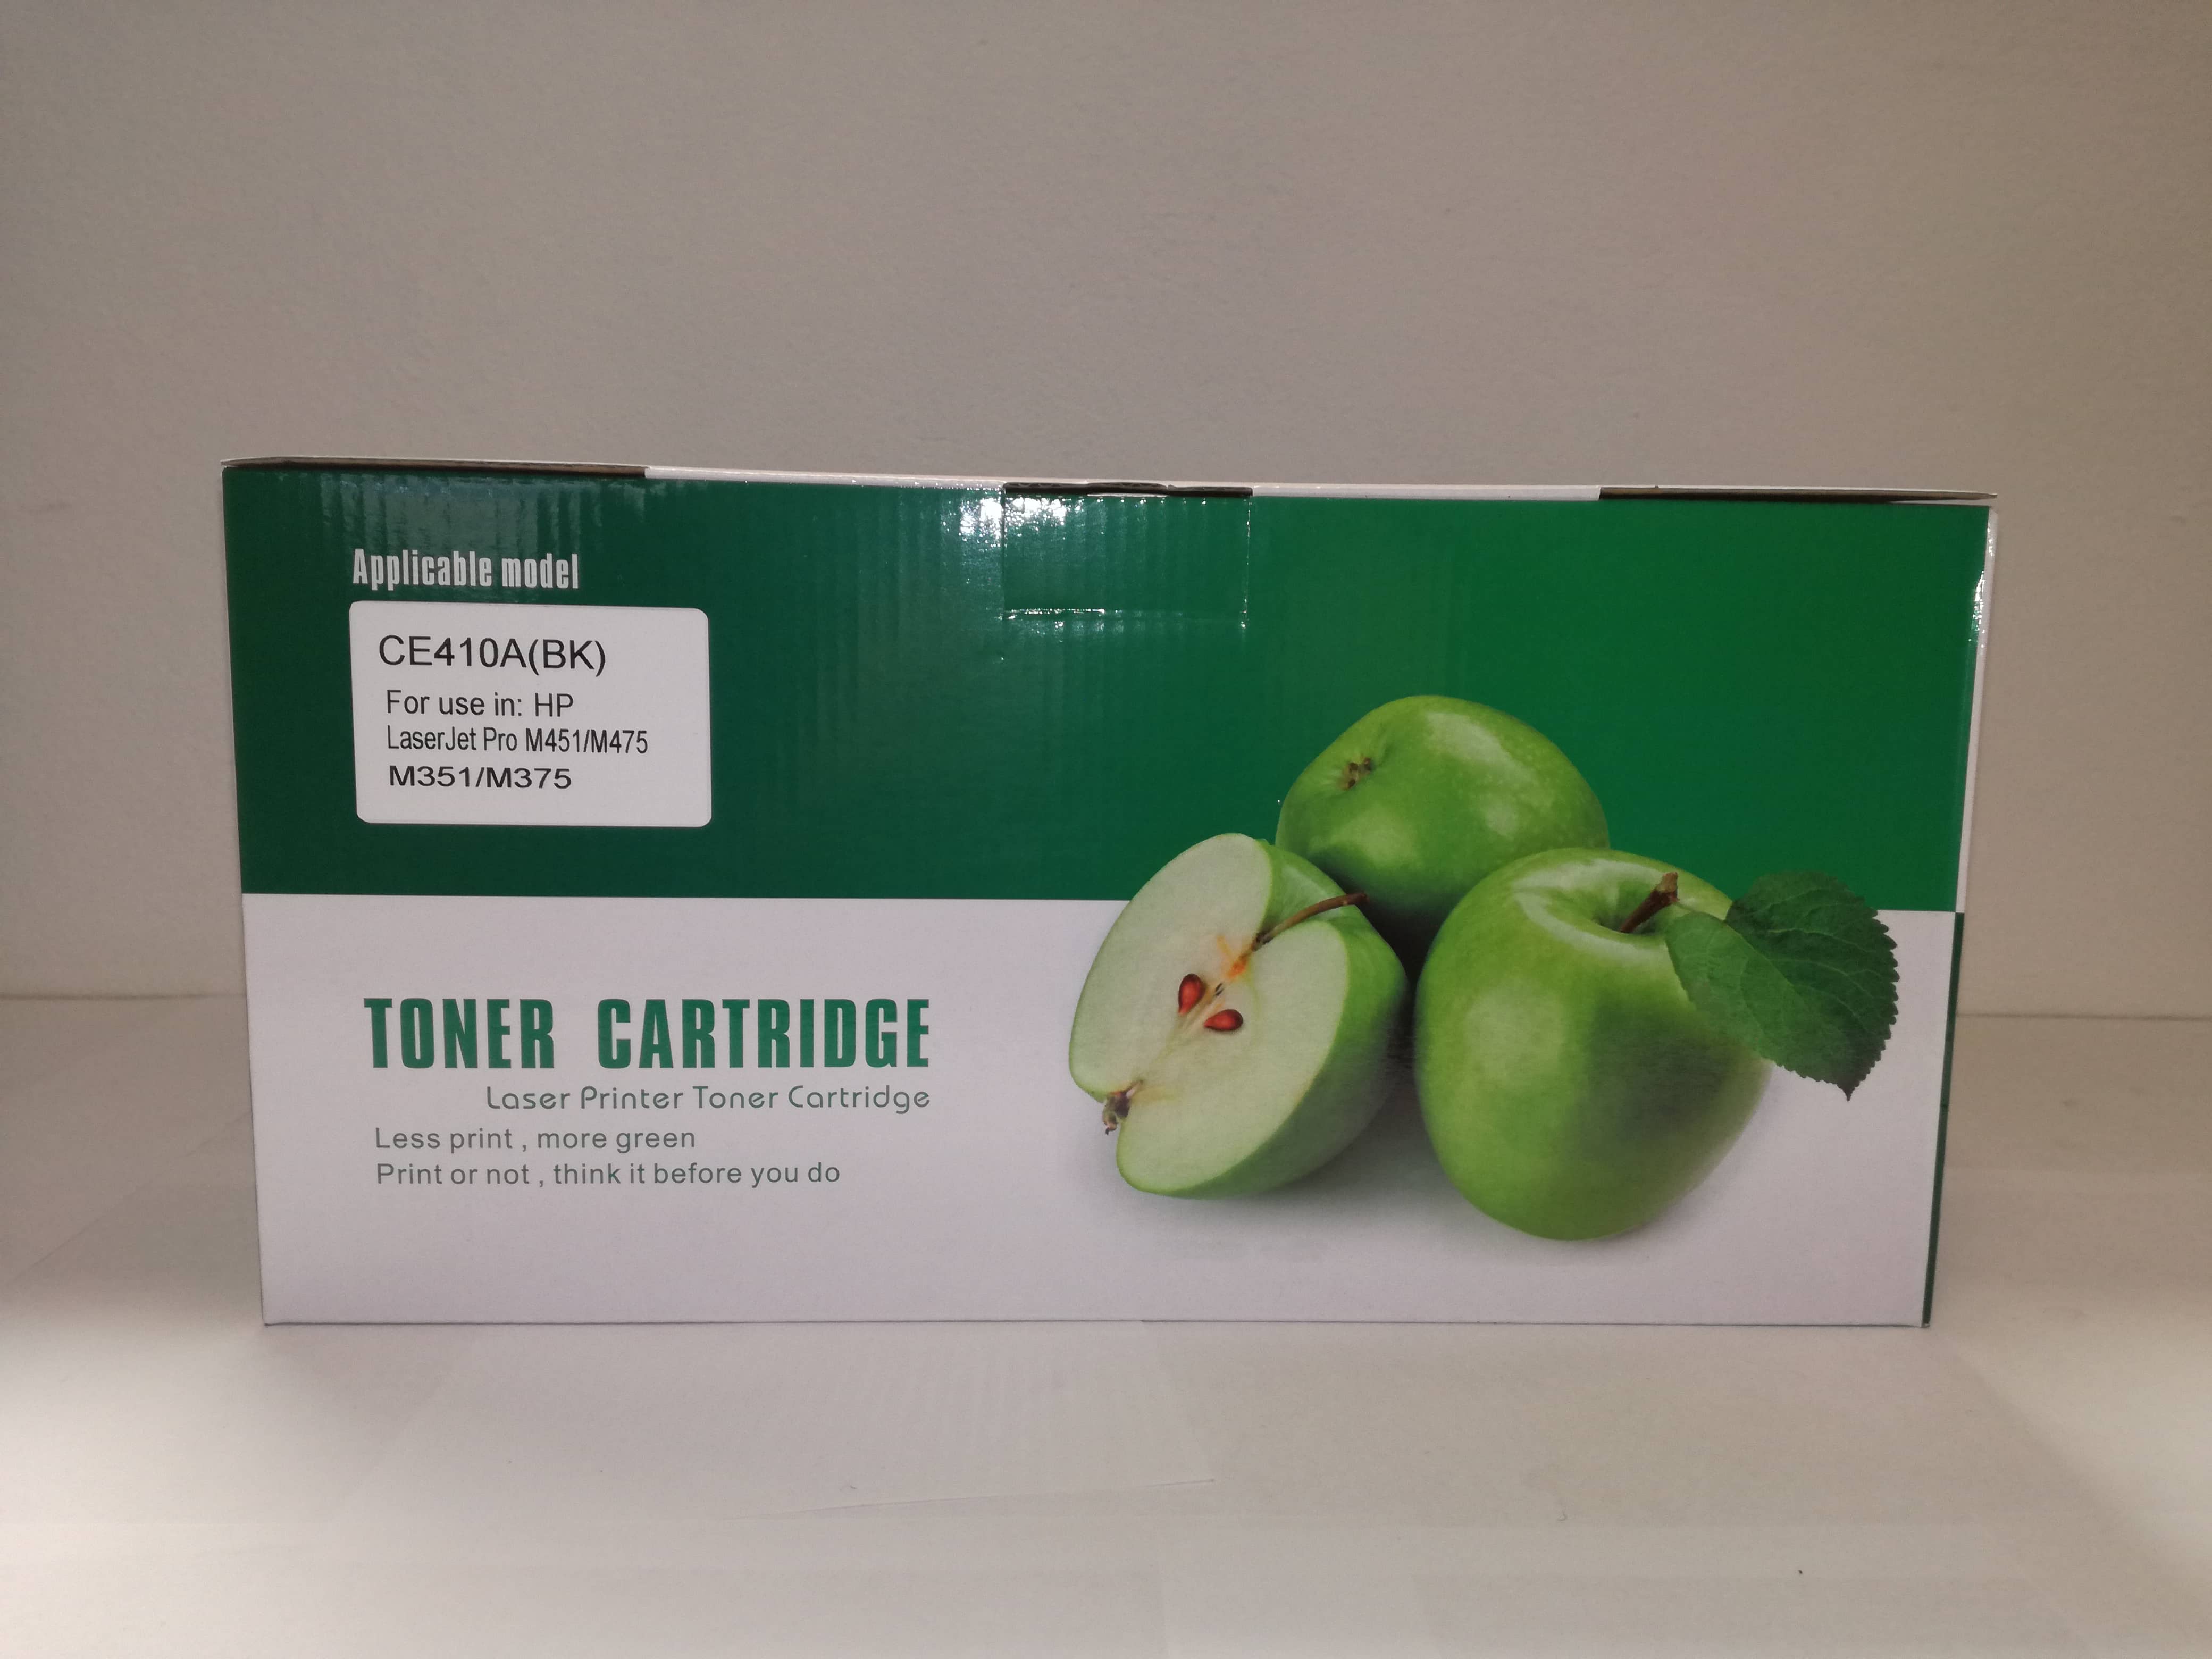 Applicable model
CE410A(BK)
For use in: HP
LaserJet Pro M451/M475
M351/M375
TONER CARTRIDGE
Laser Printer Toner Cartridge
Less print , more green
Print or not , think it before you do